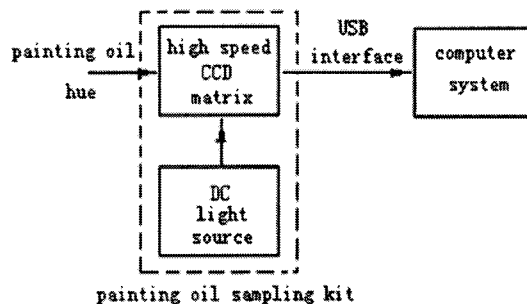 painting oil
hue
high speed
CCD
matrix
USB
interface
computer
system
DC
light
source
painting oil sampling kit